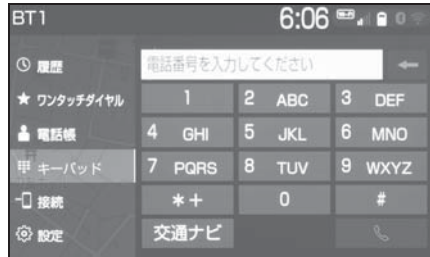 BT1 6:06 0
履歴
電話番号を入力してください
ワンタッチダイヤル
1 2 ABC 3 DEF
電話帳
4 GHI 5 JKL 6 MNO
キーパッド
7 PQRS 8 TUV 9 WXYZ
接続
*+ 0 #
設定
交通ナビ